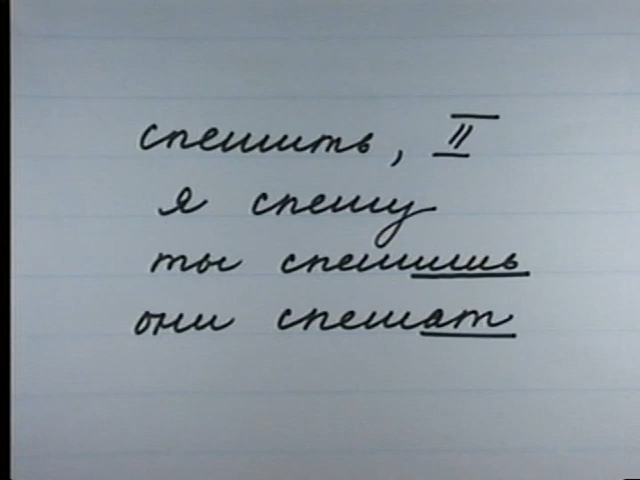 спешить, II
я спешу
ты спешишь
они спешат